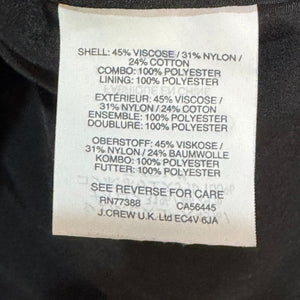 SHELL: 45% VISCOSE / 31% NYLON /
24% COTTON
COMBO: 100% POLYESTER
LINING: 100% POLYESTER
EXTÉRIEUR: 45% VISCOSE /
31% NYLON / 24% COTON
ENSEMBLE: 100% POLYESTER
DOUBLURE: 100% POLYESTER
OBERSTOFF: 45% VISKOSE /
31% NYLON / 24% BAUMWOLLE
KOMBO: 100% POLYESTER
FUTTER: 100% POLYESTER
SEE REVERSE FOR CARE
RN77388 CA56445
J.CREW U.K. Ltd EC4V 6JA